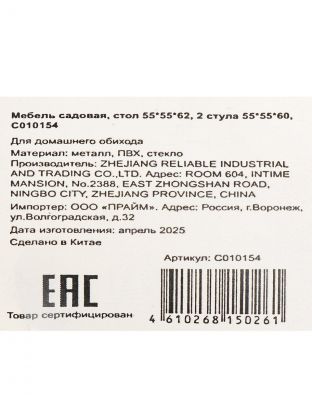 Мебель садовая, стол 55*55*62, 2 стула 55*55*60,
С010154
Для домашнего обихода
Материал: металл, ПВХ, стекло
Производитель: ZHEJIANG RELIABLE INDUSTRIAL
AND TRADING CO.,LTD. Адрес: ROOM 604, INTIME
MANSION, No.2388, EAST ZHONGSHAN ROAD,
NINGBO CITY, ZHEJIANG PROVINCE, CHINA
Импортер: ООО «ПРАЙМ». Адрес: Россия, г.Воронеж,
ул.Волгоградская, д.32
Дата изготовления: апрель 2025
Сделано в Китае
Артикул: С010154
EAC
Товар сертифицирован
4 610268 150261